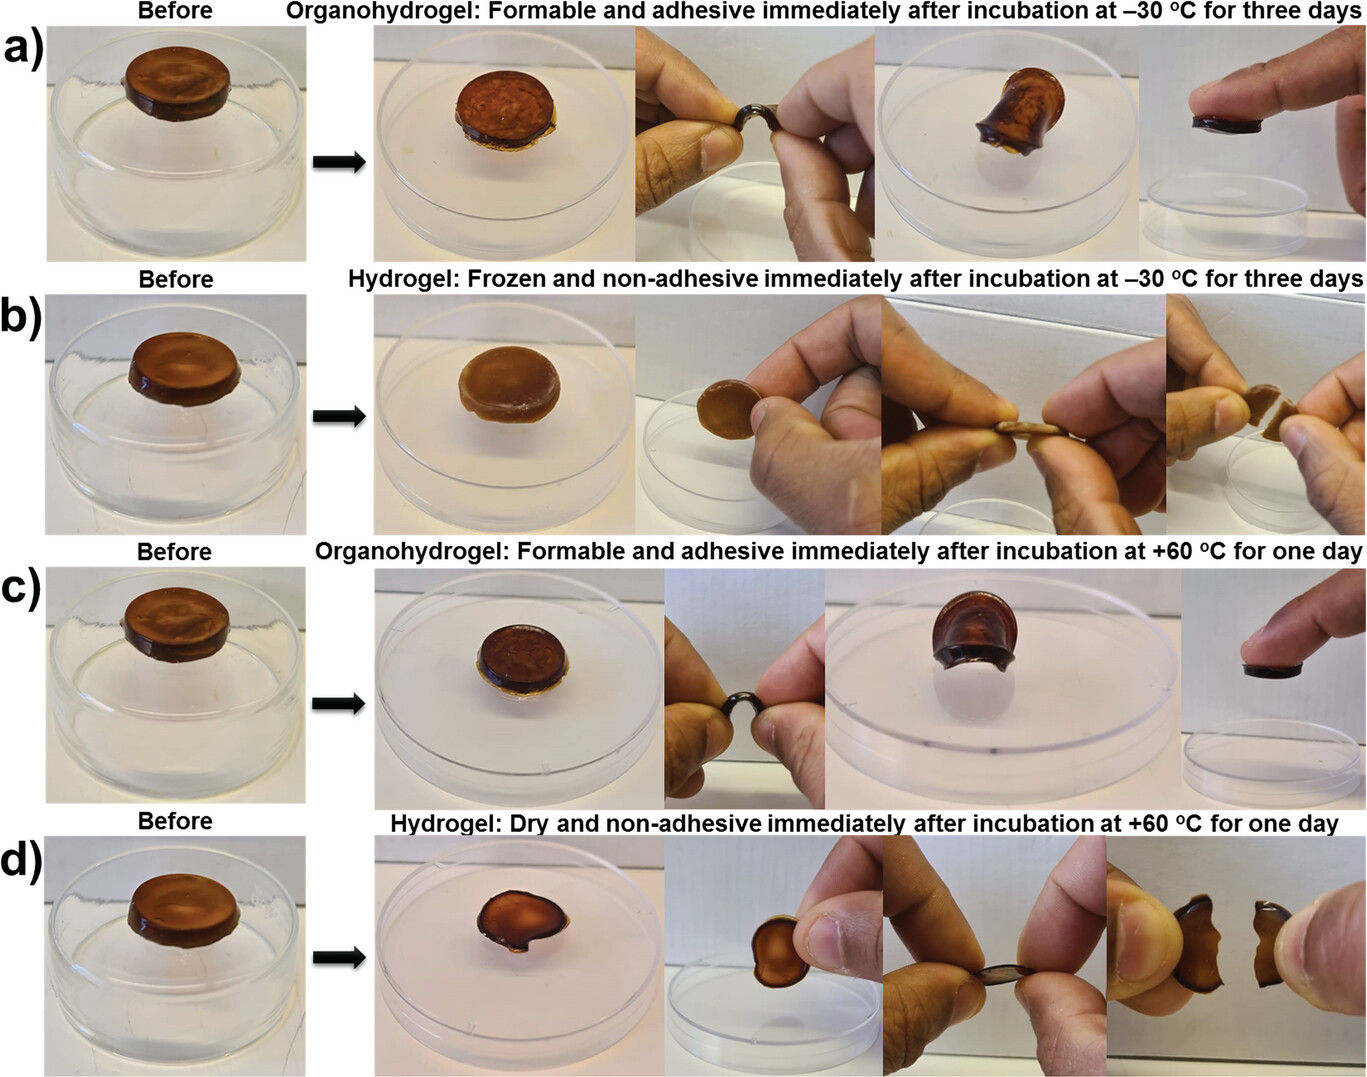 Before
Organohydrogel: Formable and adhesive immediately after incubation at –30 °C for three days
a)
Before
Hydrogel: Frozen and non-adhesive immediately after incubation at –30 °C for three days
b)
Before
Organohydrogel: Formable and adhesive immediately after incubation at +60 °C for one day
c)
Before
Hydrogel: Dry and non-adhesive immediately after incubation at +60 °C for one day
d)